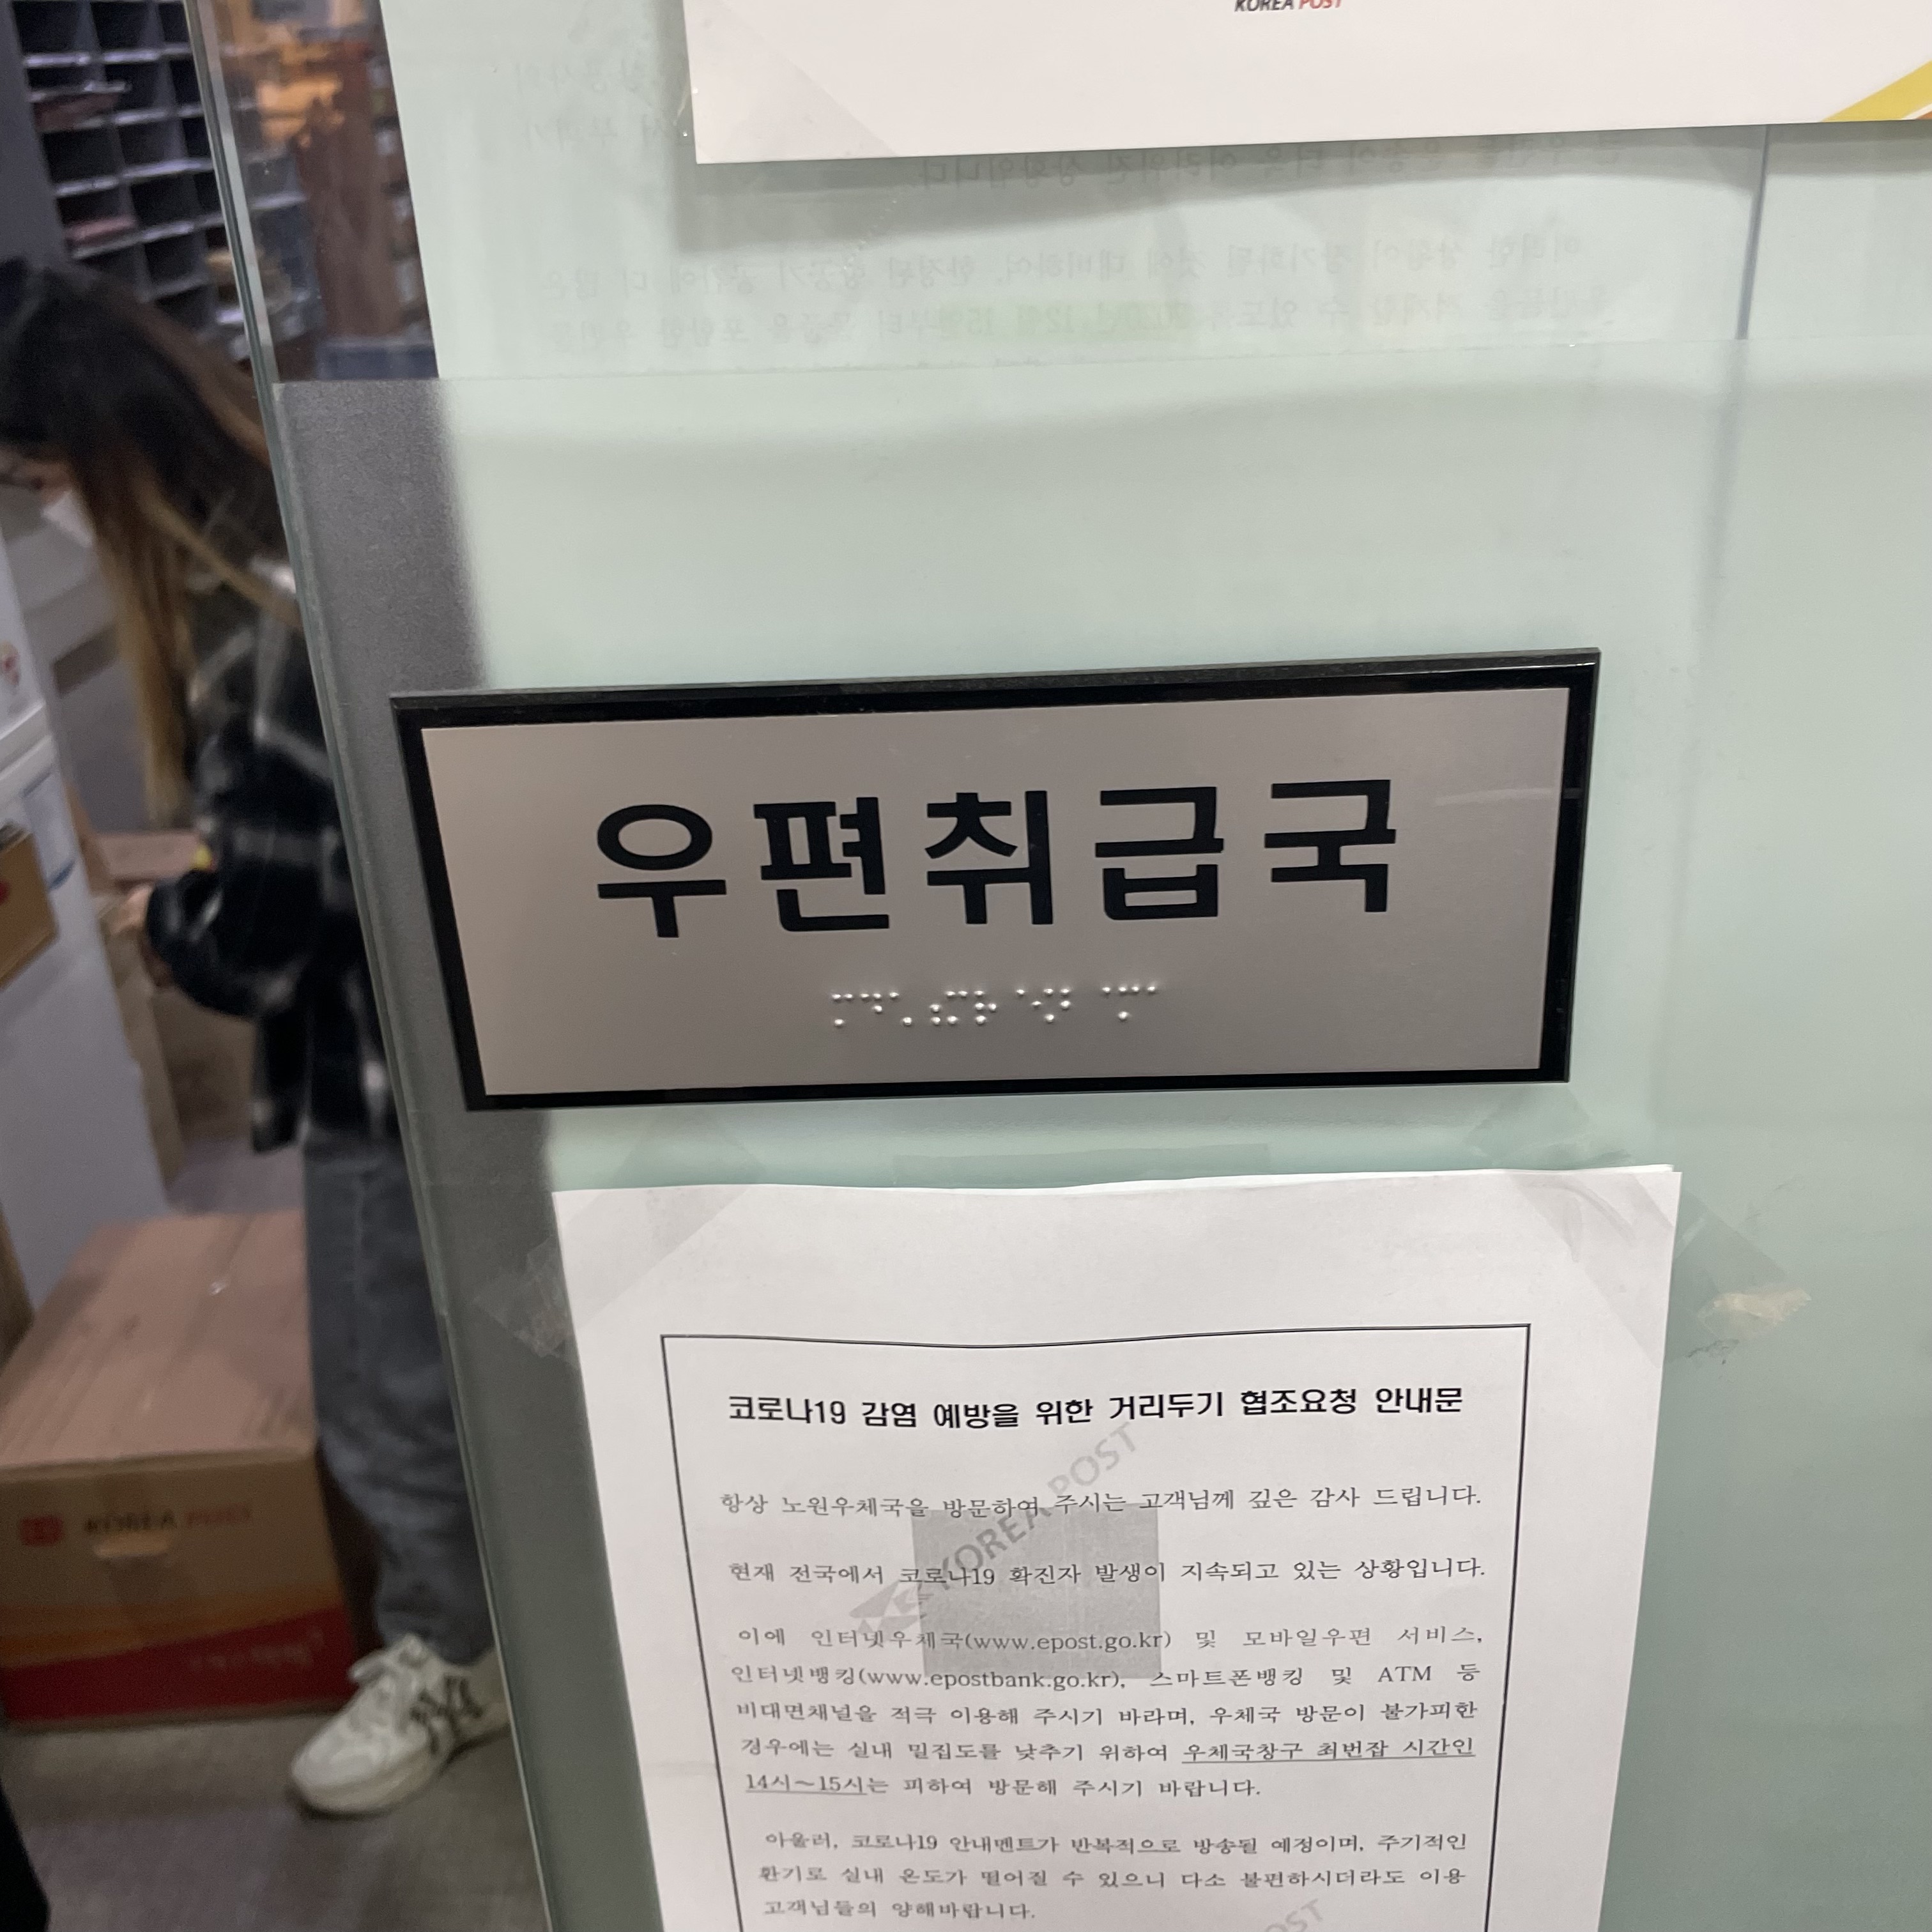 KOREA POST
우편취급국
코로나19 감염 예방을 위한 거리두기 협조요청 안내문
항상 노원우체국을 방문하여 주시는 고객님께 깊은 감사 드립니다.
현재 전국에서 코로나19 확진자 발생이 지속되고 있는 상황입니다.
이에 인터넷우체국(www.epost.go.kr) 및 모바일우편 서비스,
인터넷뱅킹(www.epostbank.go.kr), 스마트폰뱅킹 및 ATM 등
비대면채널을 적극 이용해 주시기 바라며, 우체국 방문이 불가피한
경우에는 실내 밀집도를 낮추기 위하여 우체국창구 최번잡 시간인
14시～15시는 피하여 방문해 주시기 바랍니다.
아울러, 코로나19 안내멘트가 반복적으로 방송될 예정이며, 주기적인
환기로 실내 온도가 떨어질 수 있으니 다소 불편하시더라도 이용
고객님들의 양해바랍니다.
KOREA POST
KOREA POST